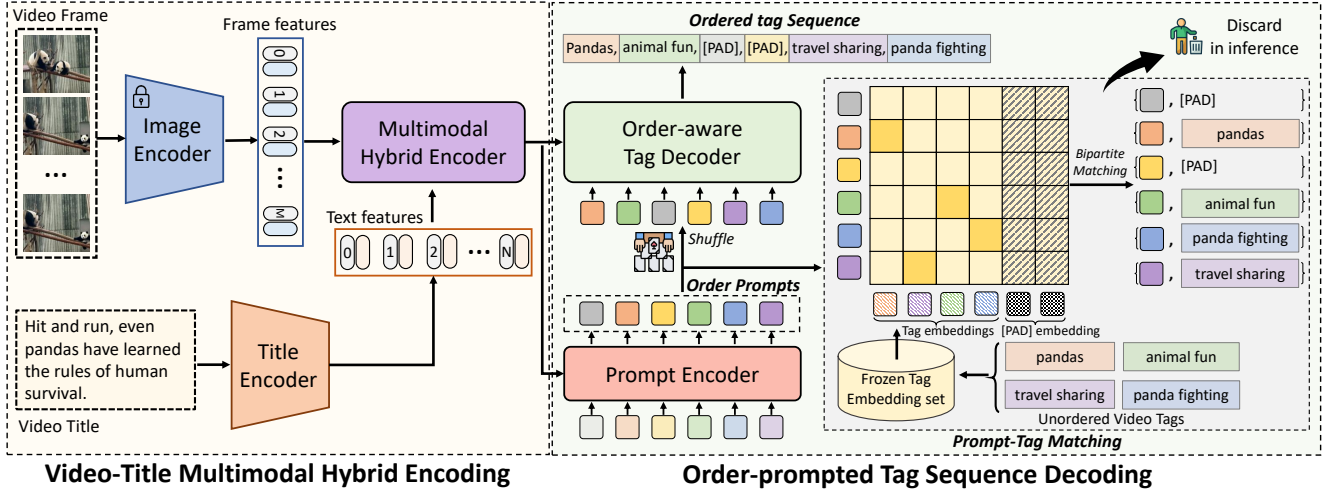 Video Frame
...
Image
Encoder
Frame features
0
1
2
...
M
Multimodal
Hybrid Encoder
Text features
0 1 2 ... N
Hit and run, even
pandas have learned
the rules of human
survival.
Video Title
Title
Encoder
Video-Title Multimodal Hybrid Encoding
Ordered tag Sequence
Pandas, animal fun, [PAD], [PAD], travel sharing, panda fighting
Order-aware
Tag Decoder
Shuffle
Order Prompts
Prompt Encoder
Discard
in inference
Bipartite
Matching
{ , [PAD] }
{ , pandas }
{ , [PAD] }
{ , animal fun }
{ , panda fighting }
{ , travel sharing }
Tag embeddings [PAD] embedding
Frozen Tag
Embedding set
pandas animal fun
travel sharing panda fighting
Unordered Video Tags
Prompt-Tag Matching
Order-prompted Tag Sequence Decoding